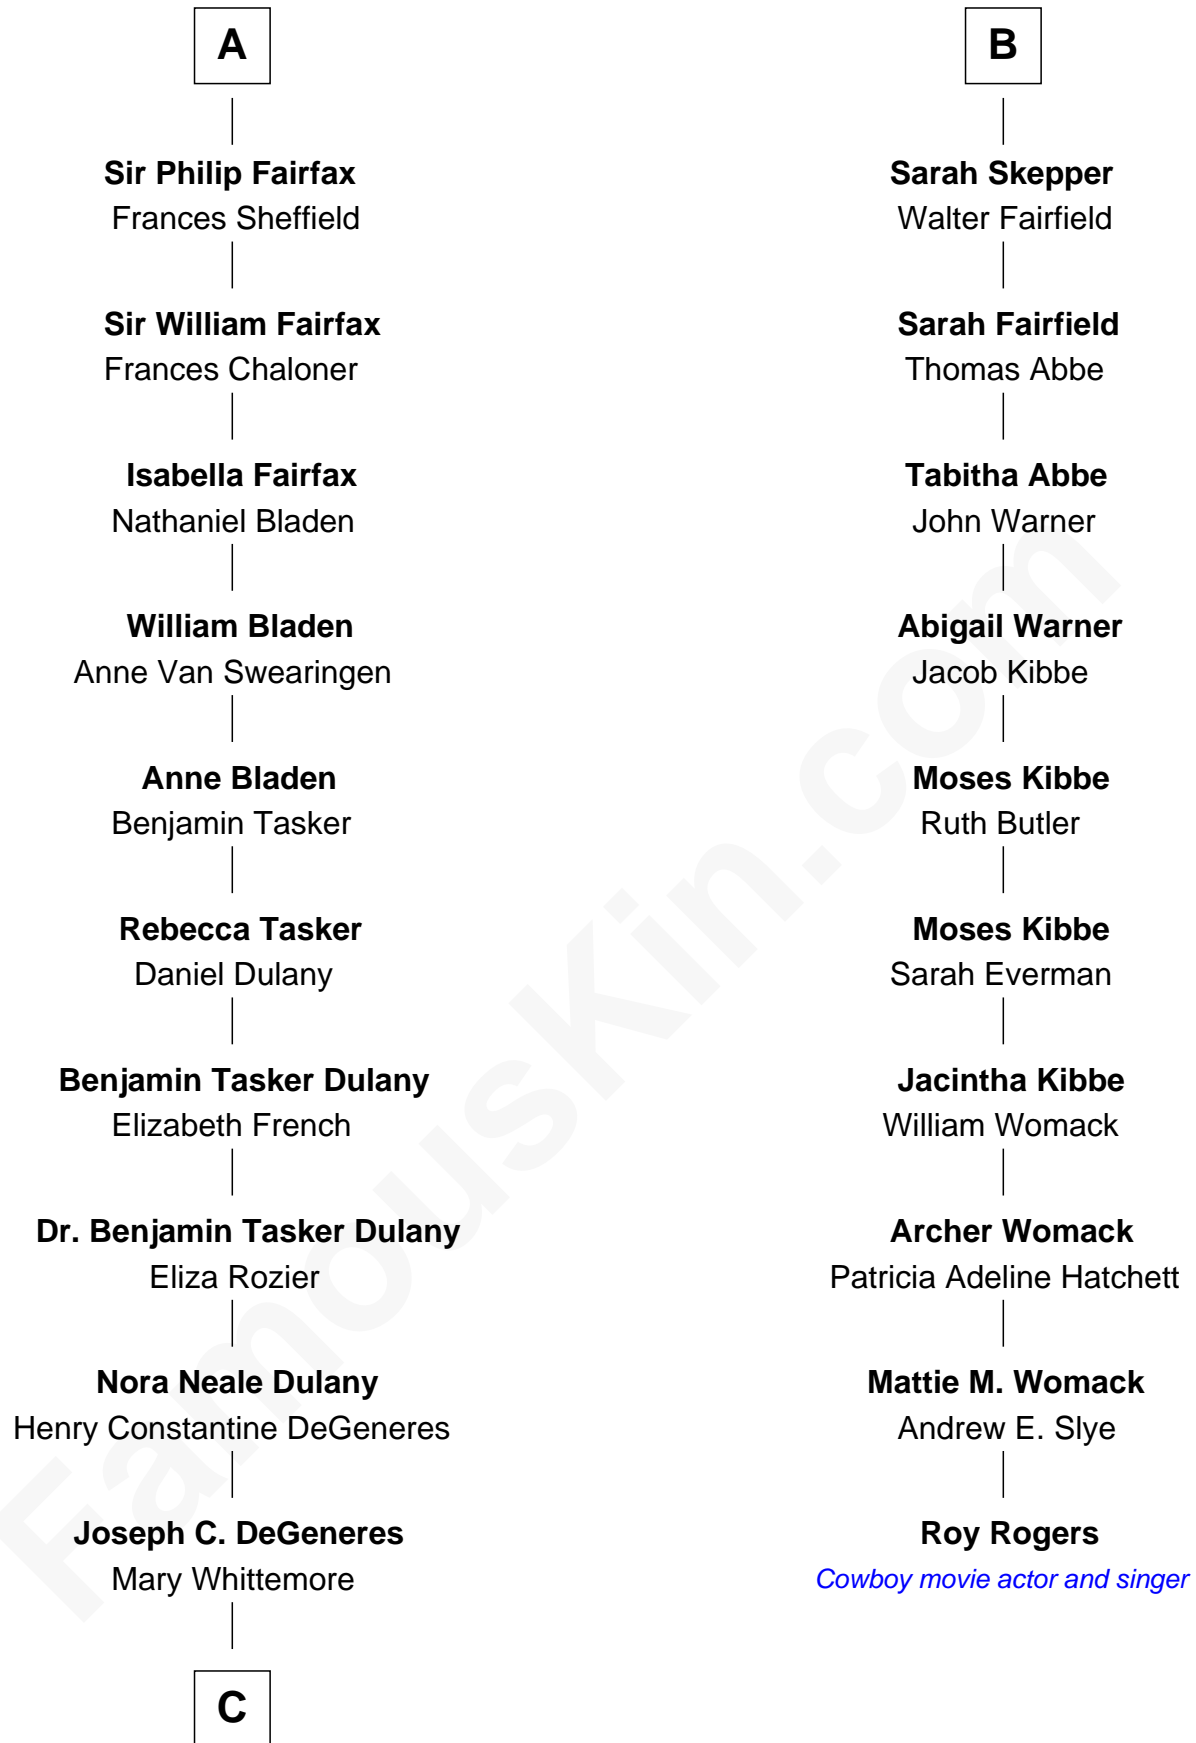 A
Sir Philip Fairfax
Frances Sheffield
Sir William Fairfax
Frances Chaloner
Isabella Fairfax
Nathaniel Bladen
William Bladen
Anne Van Swearingen
Anne Bladen
Benjamin Tasker
Rebecca Tasker
Daniel Dulany
Benjamin Tasker Dulany
Elizabeth French
Dr. Benjamin Tasker Dulany
Eliza Rozier
Nora Neale Dulany
Henry Constantine DeGeneres
Joseph C. DeGeneres
Mary Whittemore
C
B
Sarah Skepper
Walter Fairfield
Sarah Fairfield
Thomas Abbe
Tabitha Abbe
John Warner
Abigail Warner
Jacob Kibbe
Moses Kibbe
Ruth Butler
Moses Kibbe
Sarah Everman
Jacintha Kibbe
William Womack
Archer Womack
Patricia Adeline Hatchett
Mattie M. Womack
Andrew E. Slye
Roy Rogers
Cowboy movie actor and singer
FamousKin.com